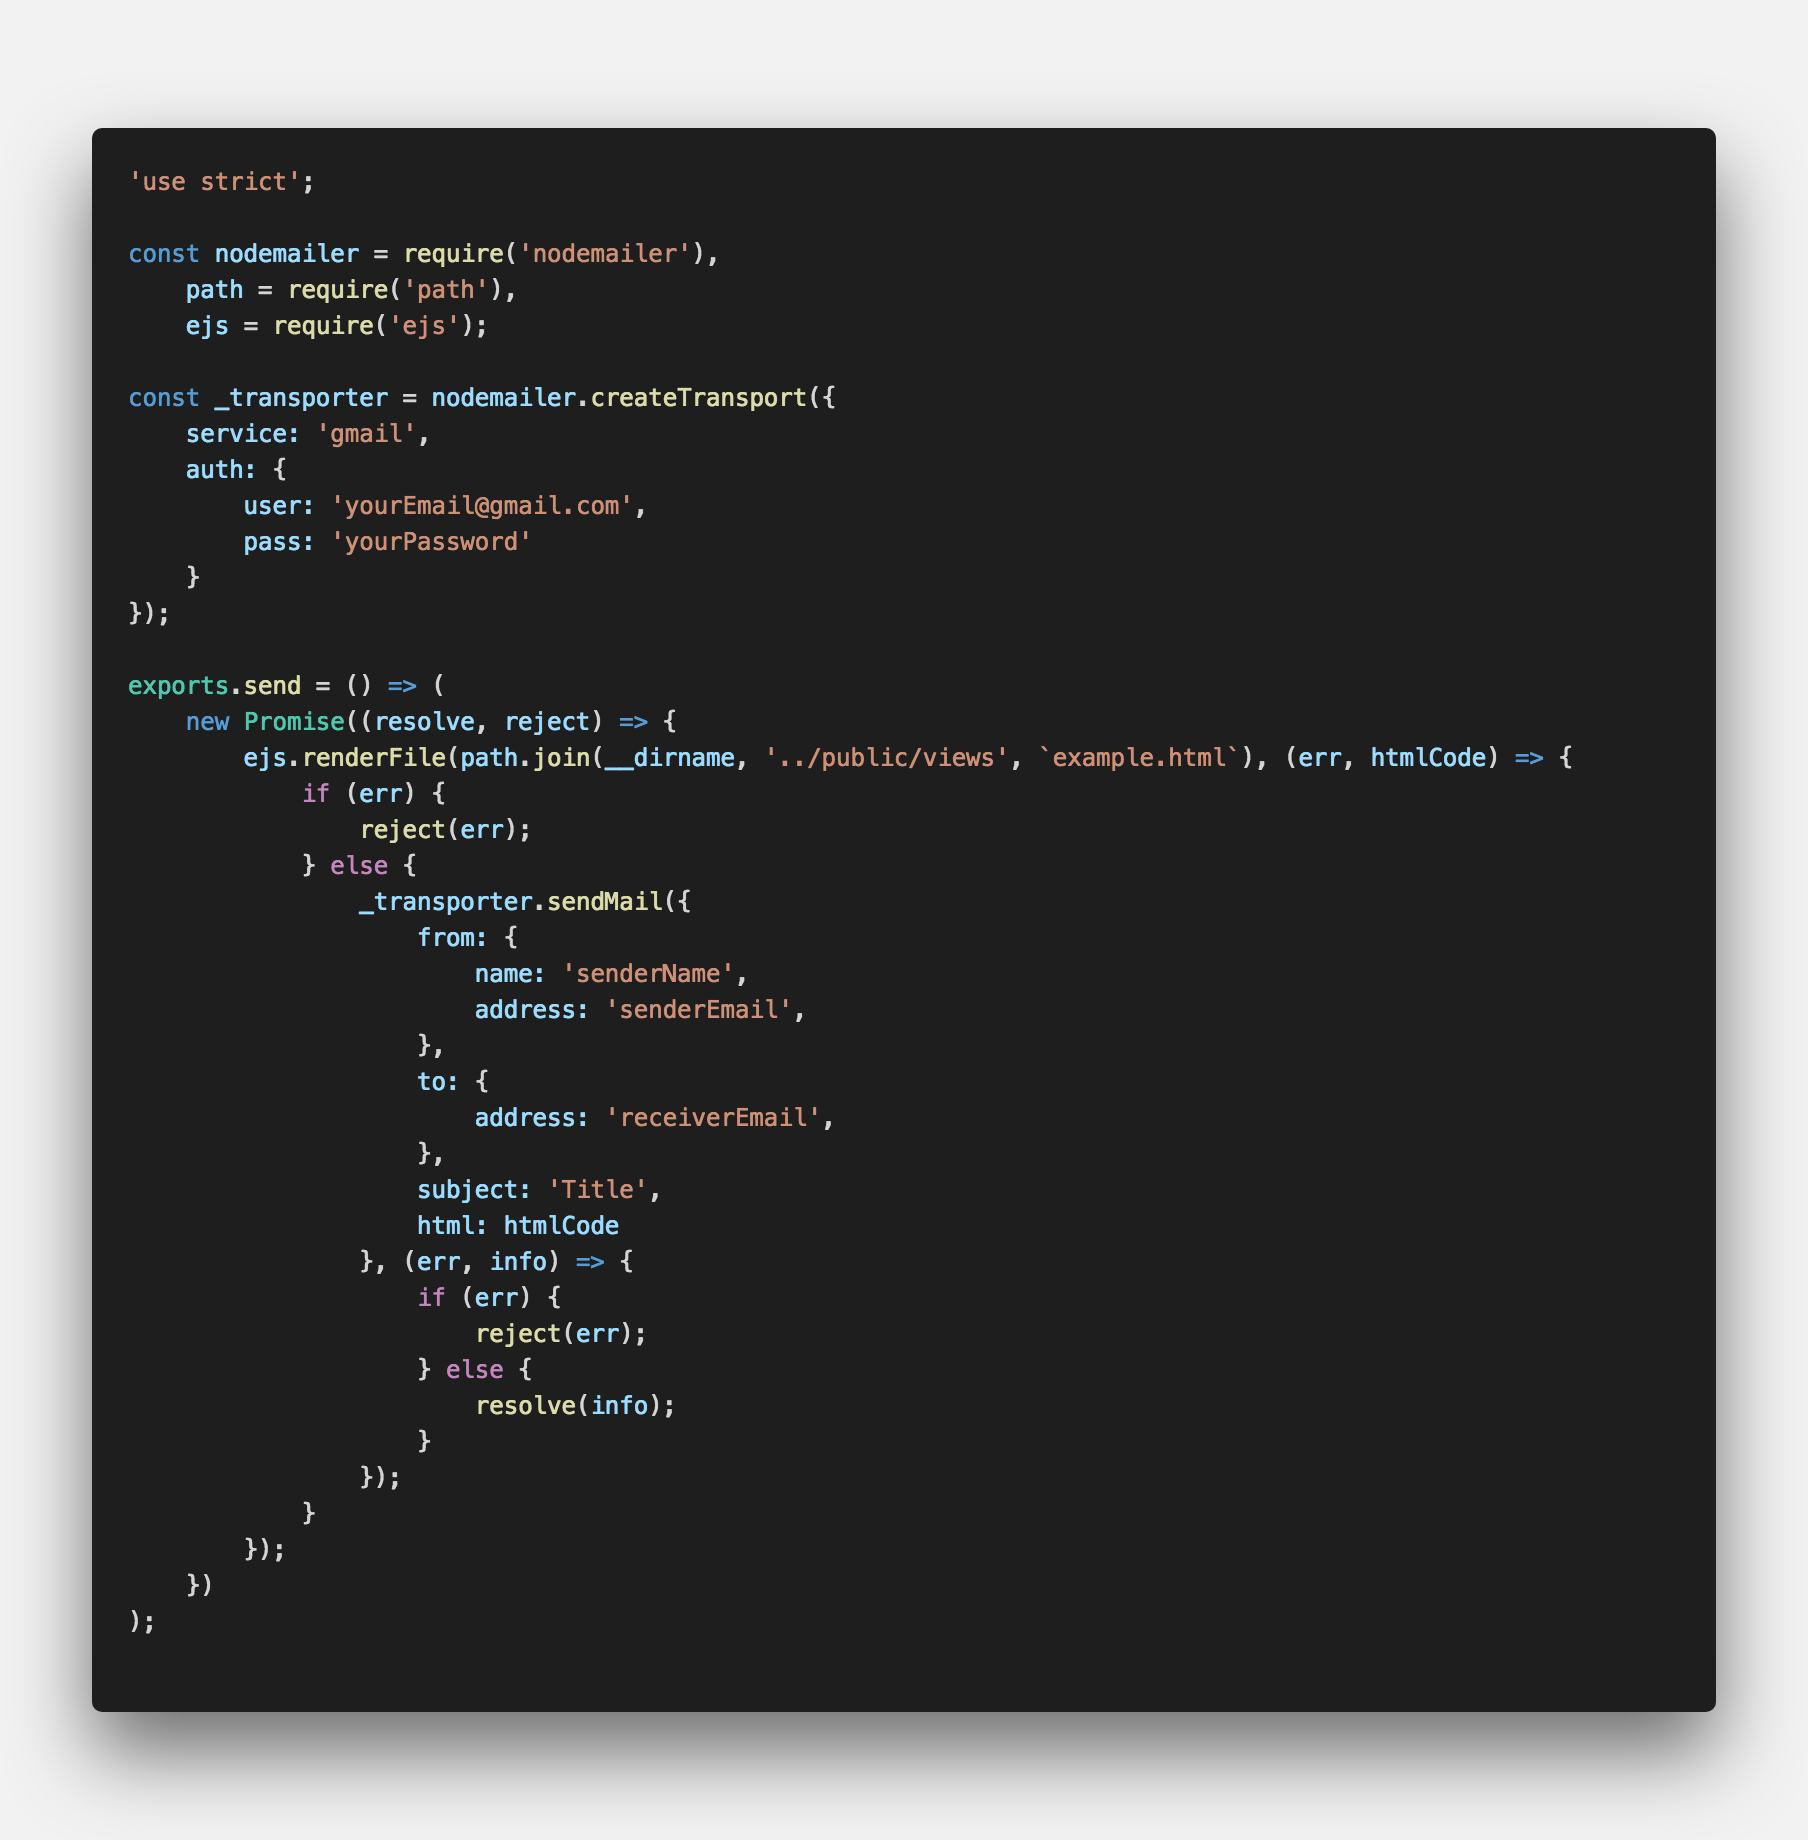 'use strict';

const nodemailer = require('nodemailer'),
    path = require('path'),
    ejs = require('ejs');

const _transporter = nodemailer.createTransport({
    service: 'gmail',
    auth: {
        user: 'yourEmail@gmail.com',
        pass: 'yourPassword'
    }
});

exports.send = () => (
    new Promise((resolve, reject) => {
        ejs.renderFile(path.join(__dirname, '../public/views', `example.html`), (err, htmlCode) => {
            if (err) {
                reject(err);
            } else {
                _transporter.sendMail({
                    from: {
                        name: 'senderName',
                        address: 'senderEmail',
                    },
                    to: {
                        address: 'receiverEmail',
                    },
                    subject: 'Title',
                    html: htmlCode
                }, (err, info) => {
                    if (err) {
                        reject(err);
                    } else {
                        resolve(info);
                    }
                });
            }
        });
    })
);